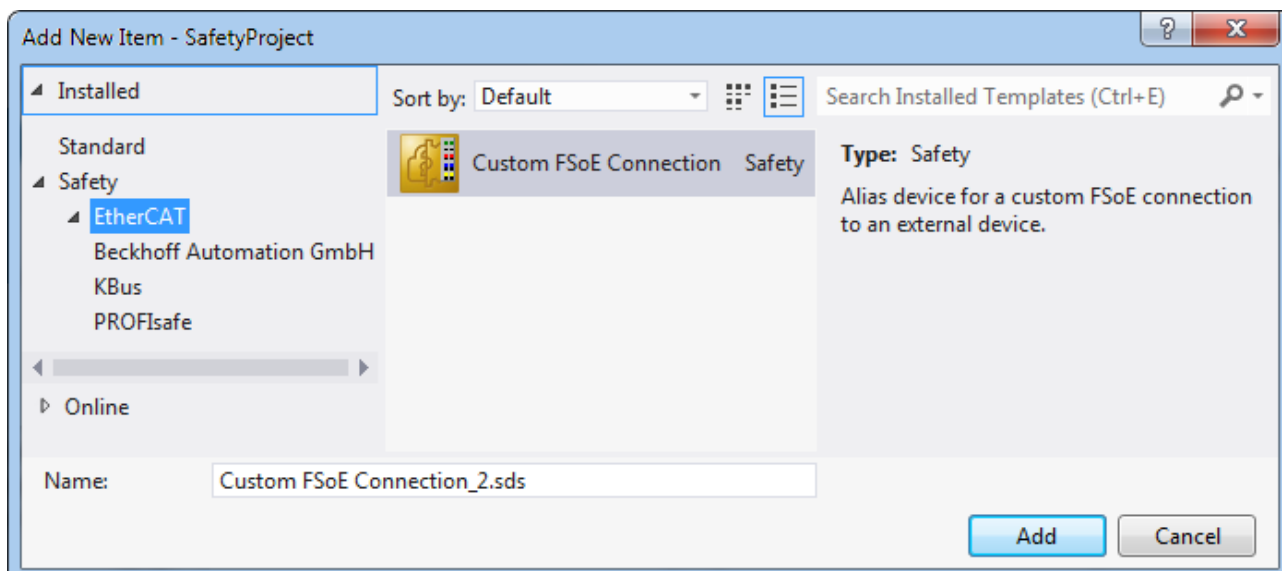 Add New Item - SafetyProject
Installed
Sort by: Default
Search Installed Templates (Ctrl+E)
Standard
Safety
EtherCAT
Beckhoff Automation GmbH
KBus
PROFIsafe
Online
Custom FSoE Connection Safety
Type: Safety
Alias device for a custom FSoE connection
to an external device.
Name: Custom FSoE Connection_2.sds
Add Cancel